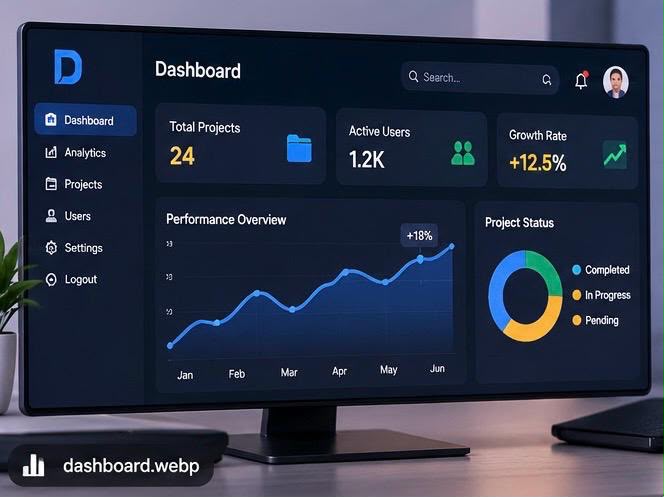 D
Dashboard
Search...
Dashboard
Analytics
Projects
Users
Settings
Logout
Total Projects
24
Active Users
1.2K
Growth Rate
+12.5%
Performance Overview
+18%
Jan Feb Mar Apr May Jun
Project Status
Completed
In Progress
Pending
dashboard.webp